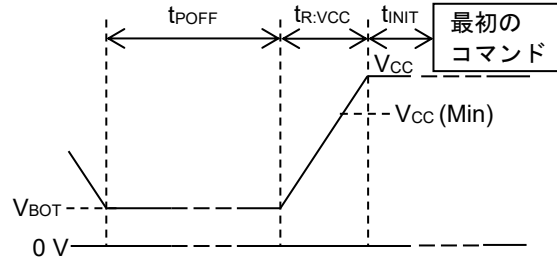 tPOFF
tR:VCC
tINIT
最初の
コマンド
VCC
VCC (Min)
VBOT
0 V